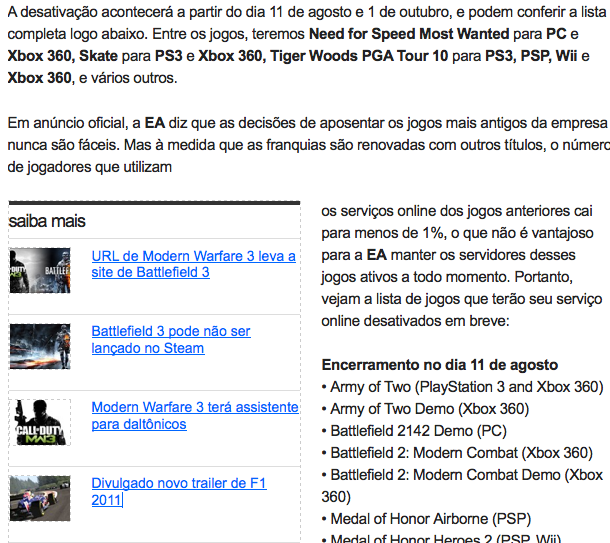 A desativação acontecerá a partir do dia 11 de agosto e 1 de outubro, e podem conferir a lista
completa logo abaixo. Entre os jogos, teremos Need for Speed Most Wanted para PC e
Xbox 360, Skate para PS3 e Xbox 360, Tiger Woods PGA Tour 10 para PS3, PSP, Wii e
Xbox 360, e vários outros.
Em anúncio oficial, a EA diz que as decisões de aposentar os jogos mais antigos da empresa
nunca são fáceis. Mas à medida que as franquias são renovadas com outros títulos, o número
de jogadores que utilizam
saiba mais
URL de Modern Warfare 3 leva a
site de Battlefield 3
Battlefield 3 pode não ser
lançado no Steam
CALL·DUTY
MW3
Modern Warfare 3 terá assistente
para daltônicos
Divulgado novo trailer de F1
2011
os serviços online dos jogos anteriores cai
para menos de 1%, o que não é vantajoso
para a EA manter os servidores desses
jogos ativos a todo momento. Portanto,
vejam a lista de jogos que terão seu serviço
online desativados em breve:
Encerramento no dia 11 de agosto
• Army of Two (PlayStation 3 and Xbox 360)
• Army of Two Demo (Xbox 360)
• Battlefield 2142 Demo (PC)
• Battlefield 2: Modern Combat (Xbox 360)
• Battlefield 2: Modern Combat Demo (Xbox
360)
• Medal of Honor Airborne (PSP)
• Medal of Honor Heroes 2 (PSP, Wii)